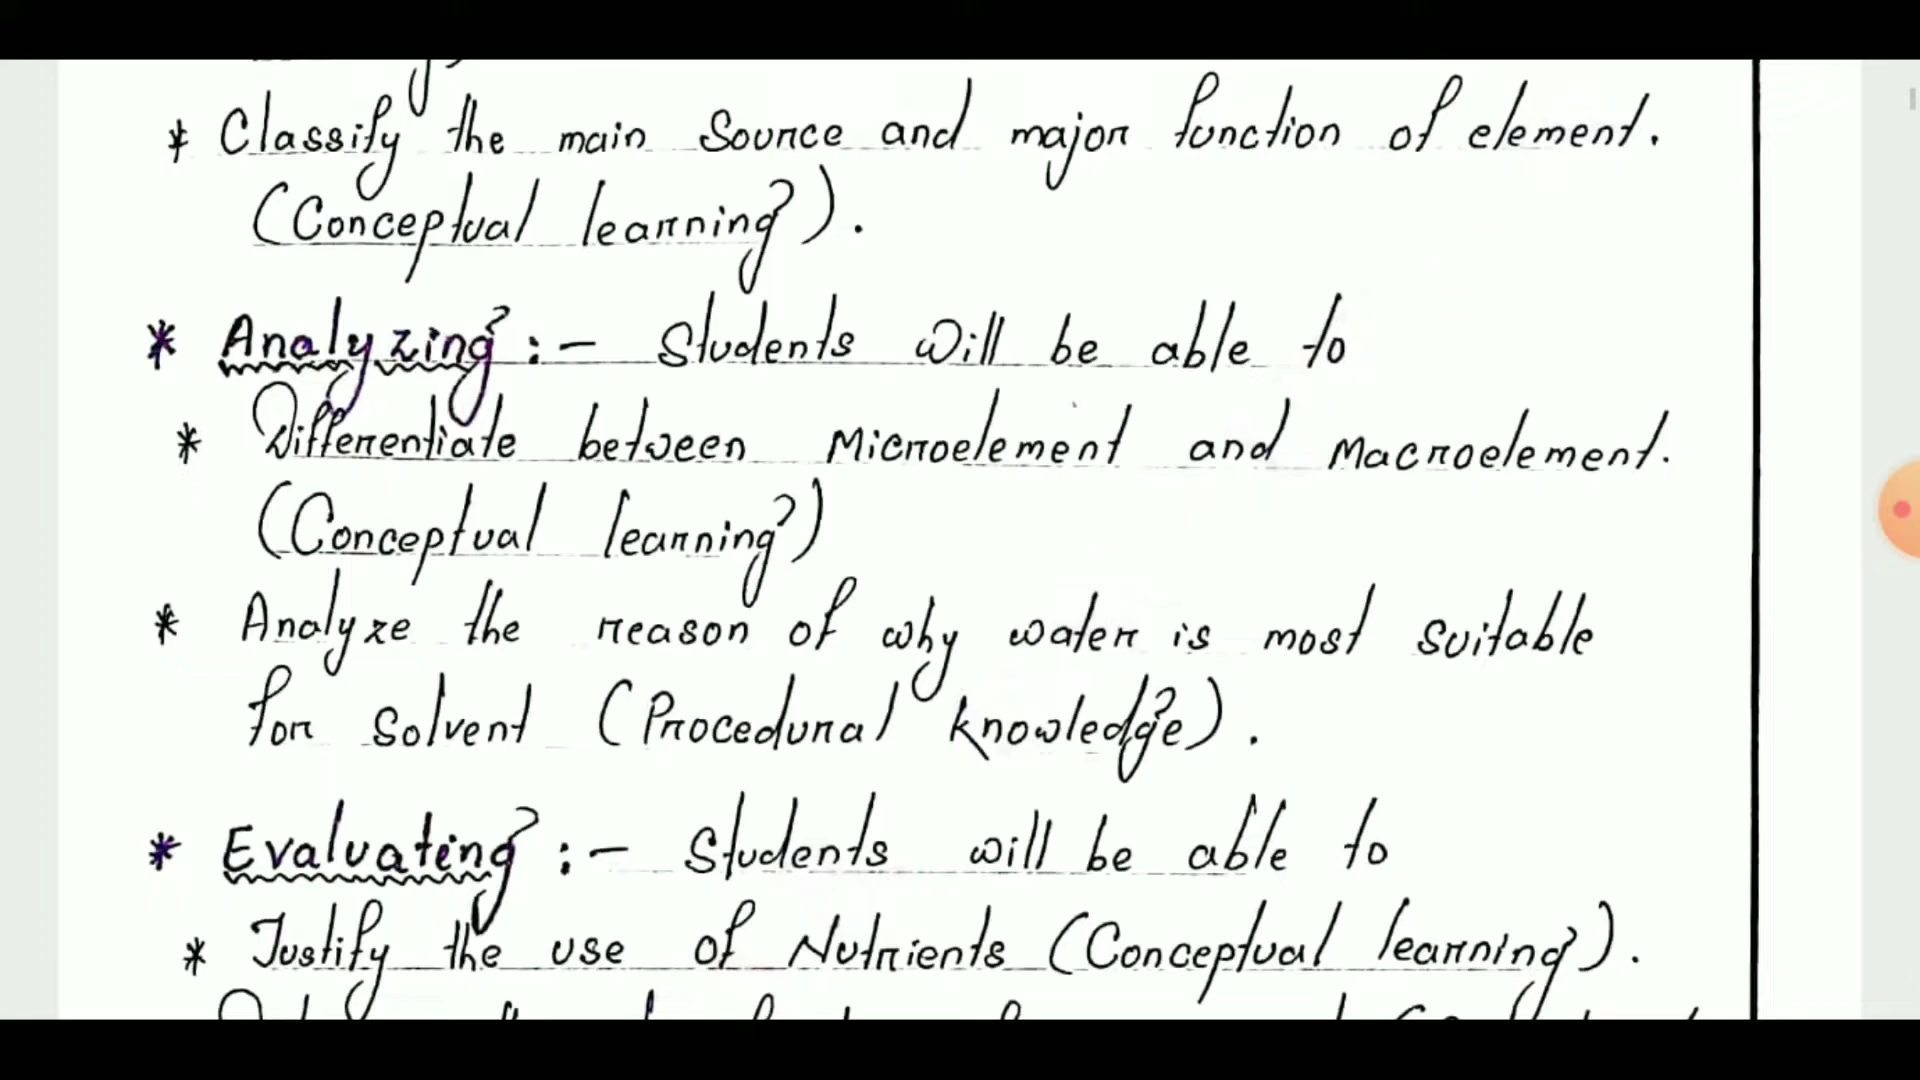 * Classify the main Source and major function of element.
(Conceptual learning).
* Analyzing :- Students will be able to
* Differentiate between Microelement and Macroelement.
(Conceptual learning)
* Analyze the reason of why water is most suitable
for solvent (Procedural knowledge).
* Evaluating :- Students will be able to
* Justify the use of Nutrients (Conceptual learning).